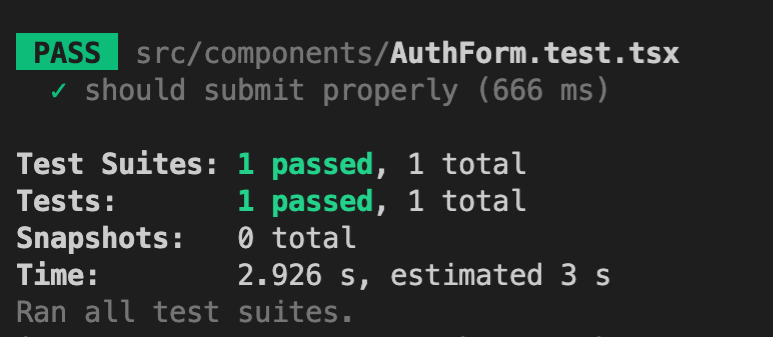 PASS src/components/AuthForm.test.tsx
✓ should submit properly (666 ms)
Test Suites: 1 passed, 1 total
Tests: 1 passed, 1 total
Snapshots: 0 total
Time: 2.926 s, estimated 3 s
Ran all test suites.